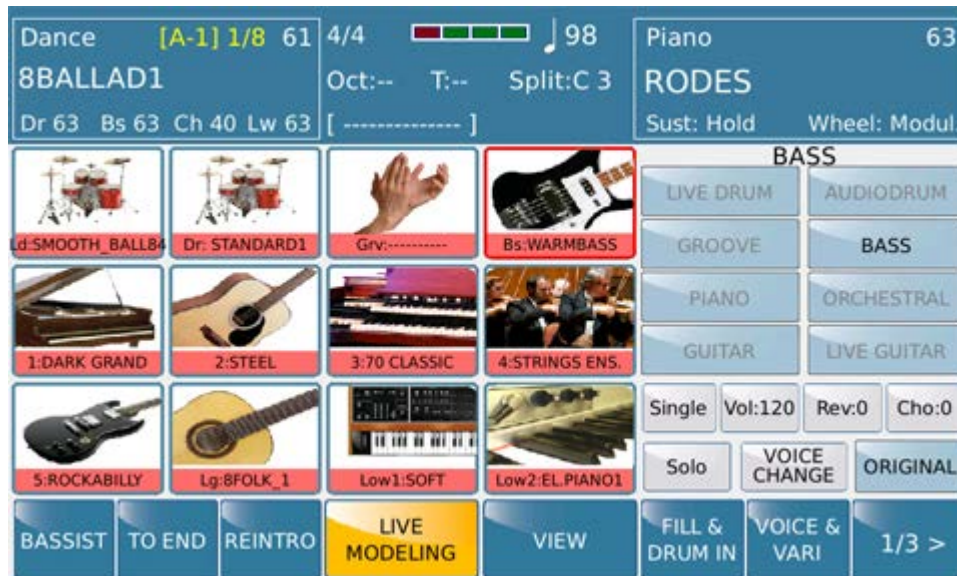 Dance [A-1] 1/8 61
8BALLAD1
Dr 63 Bs 63 Ch 40 Lw 63
4/4 98
Oct:-- T:-- Split:C 3
[ -------------- ]
Piano 63
RODES
Sust: Hold Wheel: Modul
Ld:SMOOTH_BALL84 Dr: STANDARD1 Grv:---------- Bs:WARMBASS
1:DARK GRAND 2:STEEL 3:70 CLASSIC 4:STRINGS ENS.
5:ROCKABILLY Lg:8FOLK_1 Low1:SOFT Low2:EL.PIANO1
BASS
LIVE DRUM AUDIODRUM
GROOVE BASS
PIANO ORCHESTRAL
GUITAR LIVE GUITAR
Single Vol:120 Rev:0 Cho:0
Solo VOICE CHANGE ORIGINAL
BASSIST TO END REINTRO LIVE MODELING VIEW FILL & DRUM IN VOICE & VARI 1/3 >